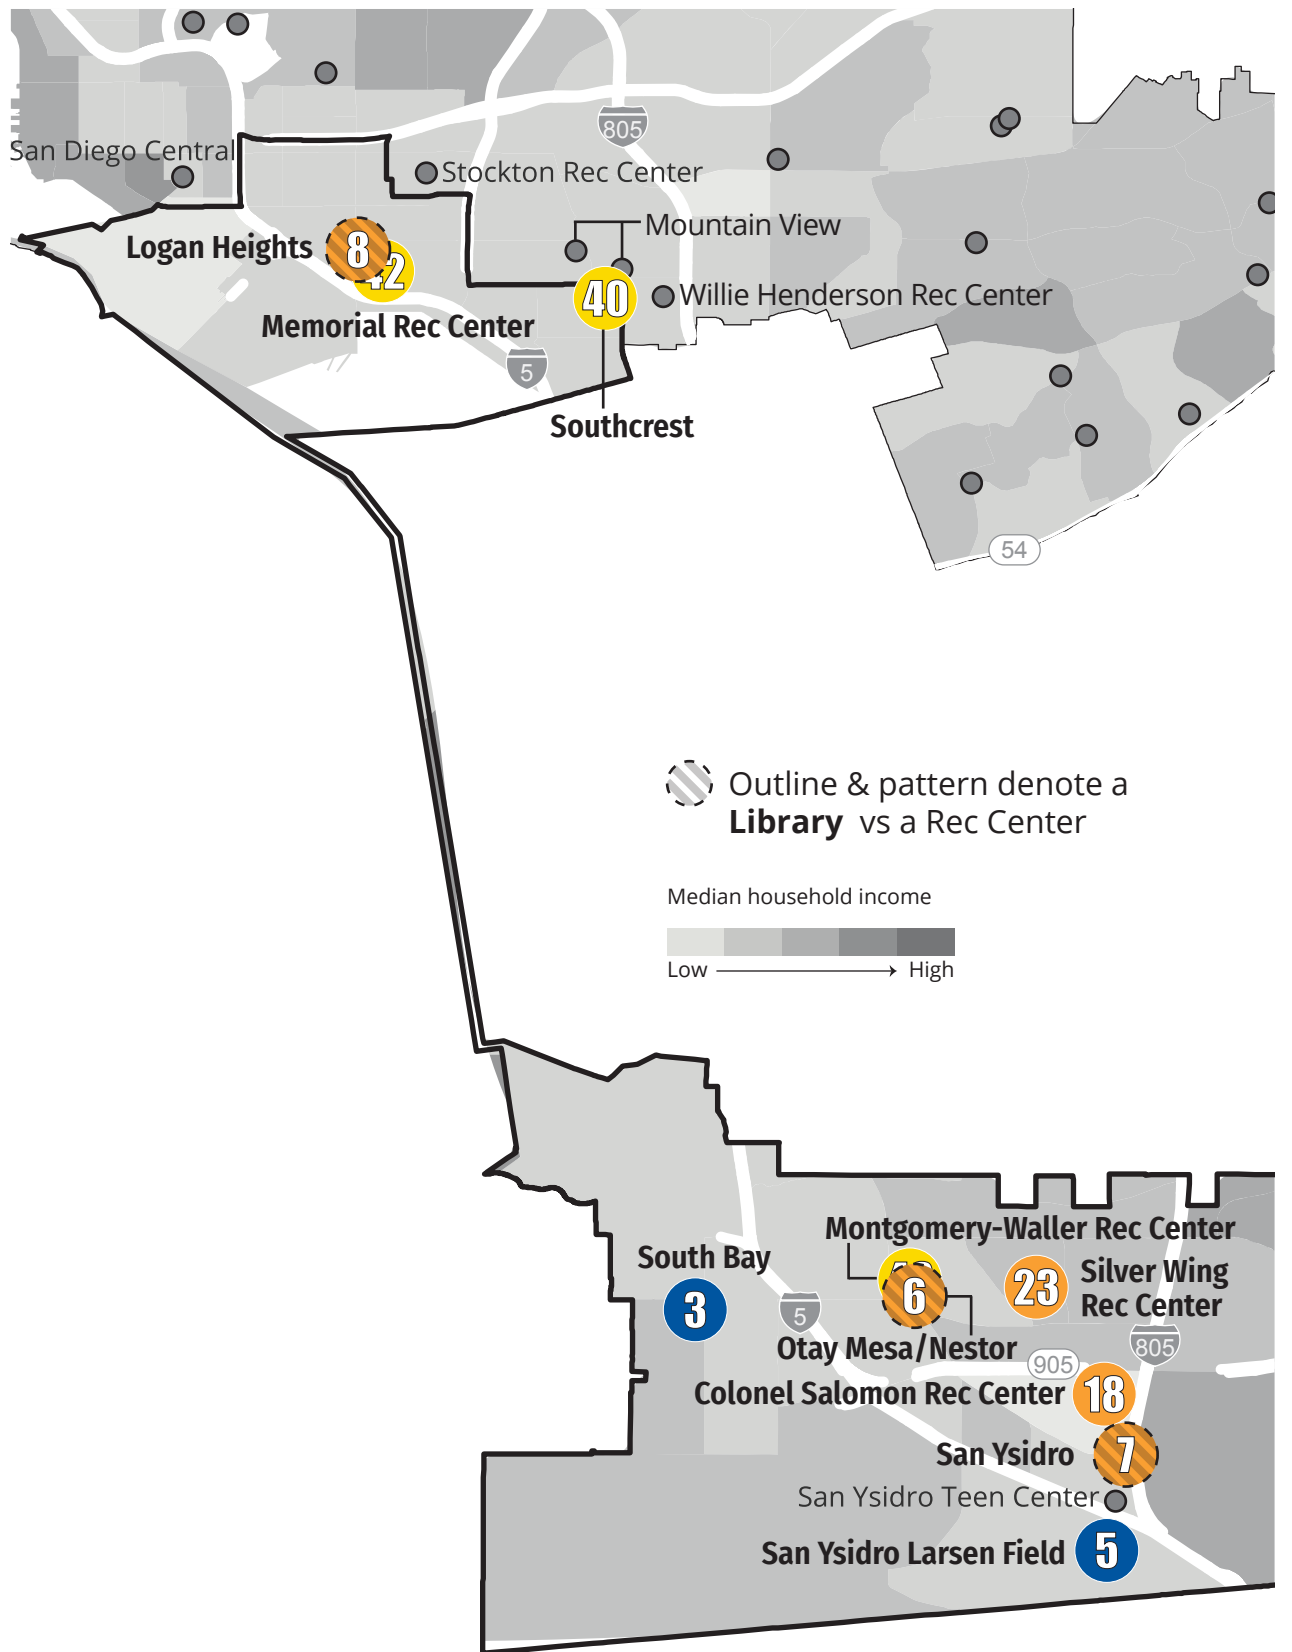 805
San Diego Central
Stockton Rec Center
Mountain View
Logan Heights
8
42
40
Willie Henderson Rec Center
Memorial Rec Center
5
Southcrest
54
Outline & pattern denote a
Library vs a Rec Center
Median household income
Low
High
Montgomery-Waller Rec Center
South Bay
3
6
23
Silver Wing
Rec Center
5
Otay Mesa/Nestor
805
905
Colonel Salomon Rec Center
18
San Ysidro
7
San Ysidro Teen Center
San Ysidro Larsen Field
5